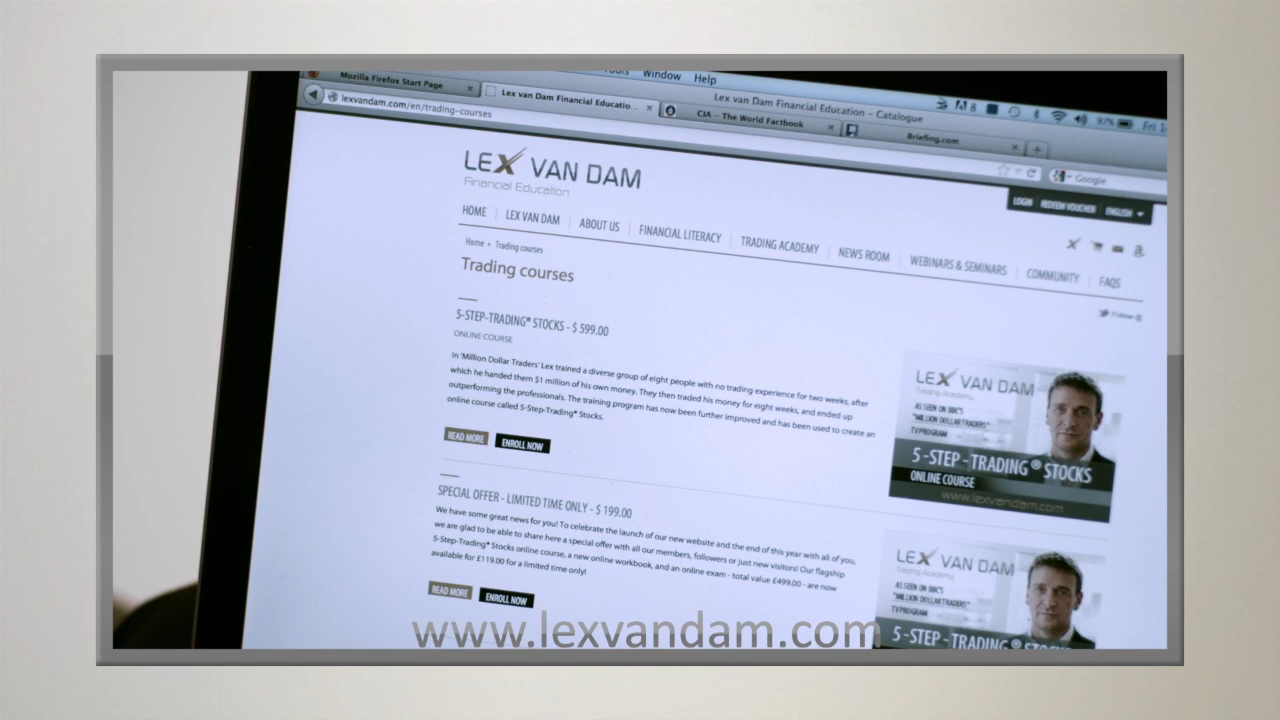 Tools Window Help
Lex van Dam Financial Education - Catalogue
8 97% Fri 1
Mozilla Firefox Start Page × Lex van Dam Financial Educatio... × CIA - The World Factbook × Briefing.com × +
lexvandam.com/en/trading-courses Google
LEX VAN DAM
Financial Education
LOGIN REDEEM VOUCHER ENGLISH
HOME LEX VAN DAM ABOUT US FINANCIAL LITERACY TRADING ACADEMY NEWS ROOM WEBINARS & SEMINARS COMMUNITY FAQS
Home › Trading courses
Trading courses
Follow @
5-STEP-TRADING® STOCKS - $ 599.00
ONLINE COURSE
In 'Million Dollar Traders' Lex trained a diverse group of eight people with no trading experience for two weeks, after
which he handed them $1 million of his own money. They then traded his money for eight weeks, and ended up
outperforming the professionals. The training program has now been further improved and has been used to create an
online course called 5-Step-Trading® Stocks.
READ MORE ENROLL NOW
LEX VAN DAM
Trading Academy
AS SEEN ON BBC'S
"MILLION DOLLAR TRADERS"
TV PROGRAM
5-STEP-TRADING® STOCKS
ONLINE COURSE
www.lexvandam.com
SPECIAL OFFER - LIMITED TIME ONLY - $ 199.00
We have some great news for you! To celebrate the launch of our new website and the end of this year with all of you,
we are glad to be able to share here a special offer with all our members, followers or just new visitors! Our flagship
5-Step-Trading® Stocks online course, a new online workbook, and an online exam - total value £499.00 - are now
available for £119.00 for a limited time only!
READ MORE ENROLL NOW
LEX VAN DAM
Trading Academy
AS SEEN ON BBC'S
"MILLION DOLLAR TRADERS"
TV PROGRAM
5-STEP-TRADING® STOCKS
www.lexvandam.com